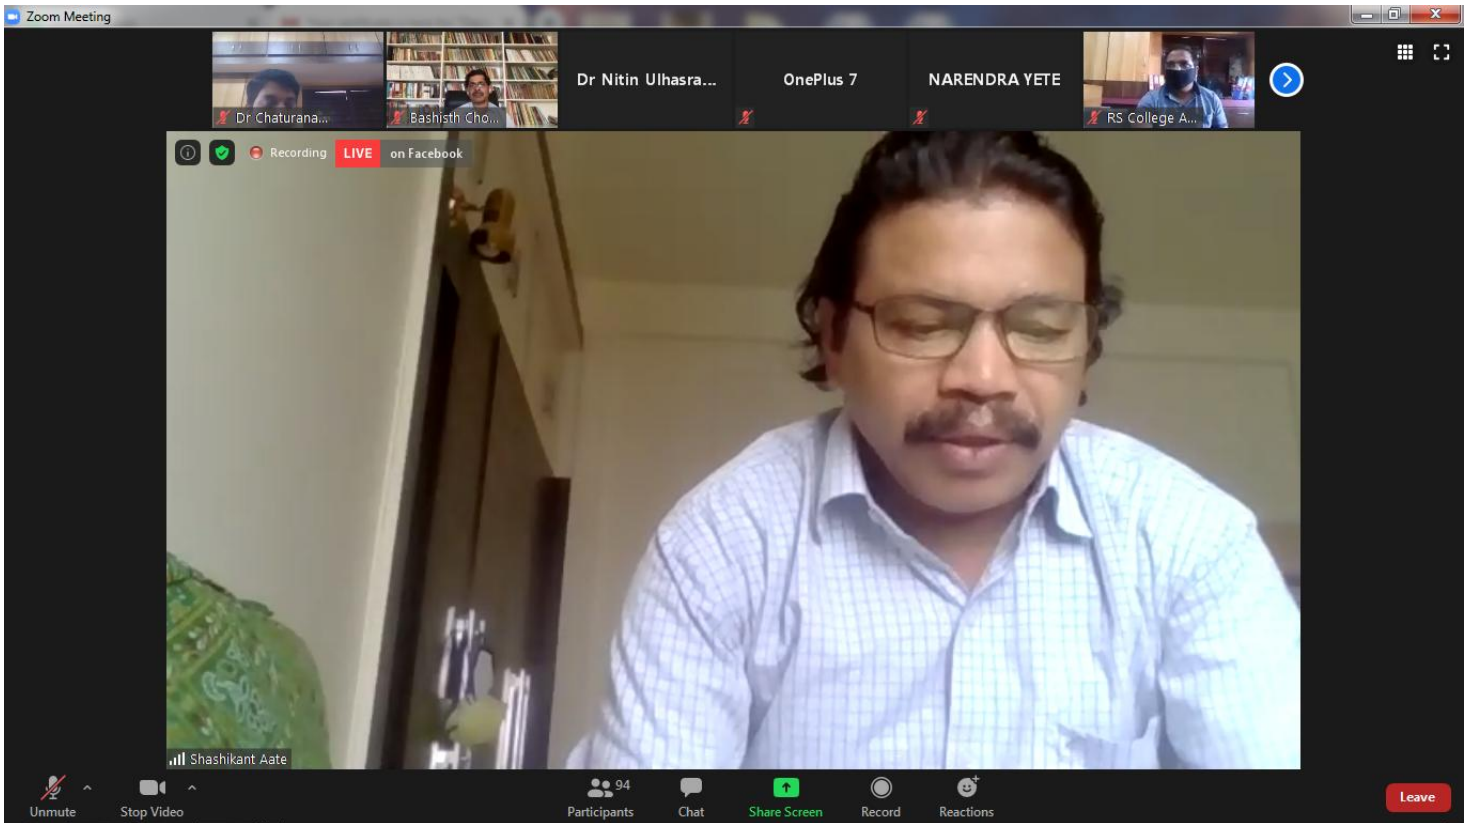 Zoom Meeting
Dr Chaturana...
Bashisth Cho...
Dr Nitin Ulhasra...
OnePlus 7
NARENDRA YETE
RS College A...
Recording
LIVE on Facebook
Shashikant Aate
Unmute
Stop Video
94
Participants
Chat
Share Screen
Record
Reactions
Leave